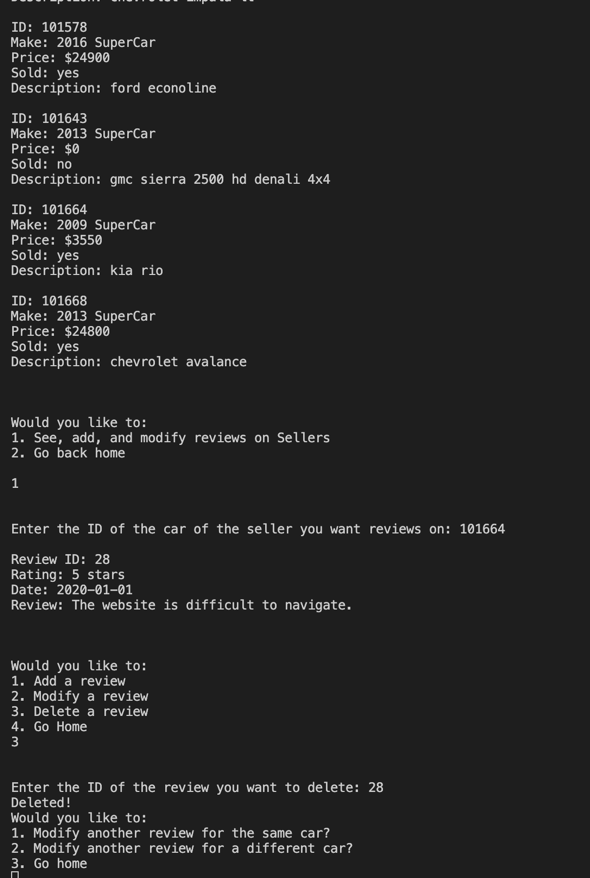 ID: 101578
Make: 2016 SuperCar
Price: $24900
Sold: yes
Description: ford econoline
ID: 101643
Make: 2013 SuperCar
Price: $0
Sold: no
Description: gmc sierra 2500 hd denali 4x4
ID: 101664
Make: 2009 SuperCar
Price: $3550
Sold: yes
Description: kia rio
ID: 101668
Make: 2013 SuperCar
Price: $24800
Sold: yes
Description: chevrolet avalance
Would you like to:
1. See, add, and modify reviews on Sellers
2. Go back home
1
Enter the ID of the car of the seller you want reviews on: 101664
Review ID: 28
Rating: 5 stars
Date: 2020-01-01
Review: The website is difficult to navigate.
Would you like to:
1. Add a review
2. Modify a review
3. Delete a review
4. Go Home
3
Enter the ID of the review you want to delete: 28
Deleted!
Would you like to:
1. Modify another review for the same car?
2. Modify another review for a different car?
3. Go home